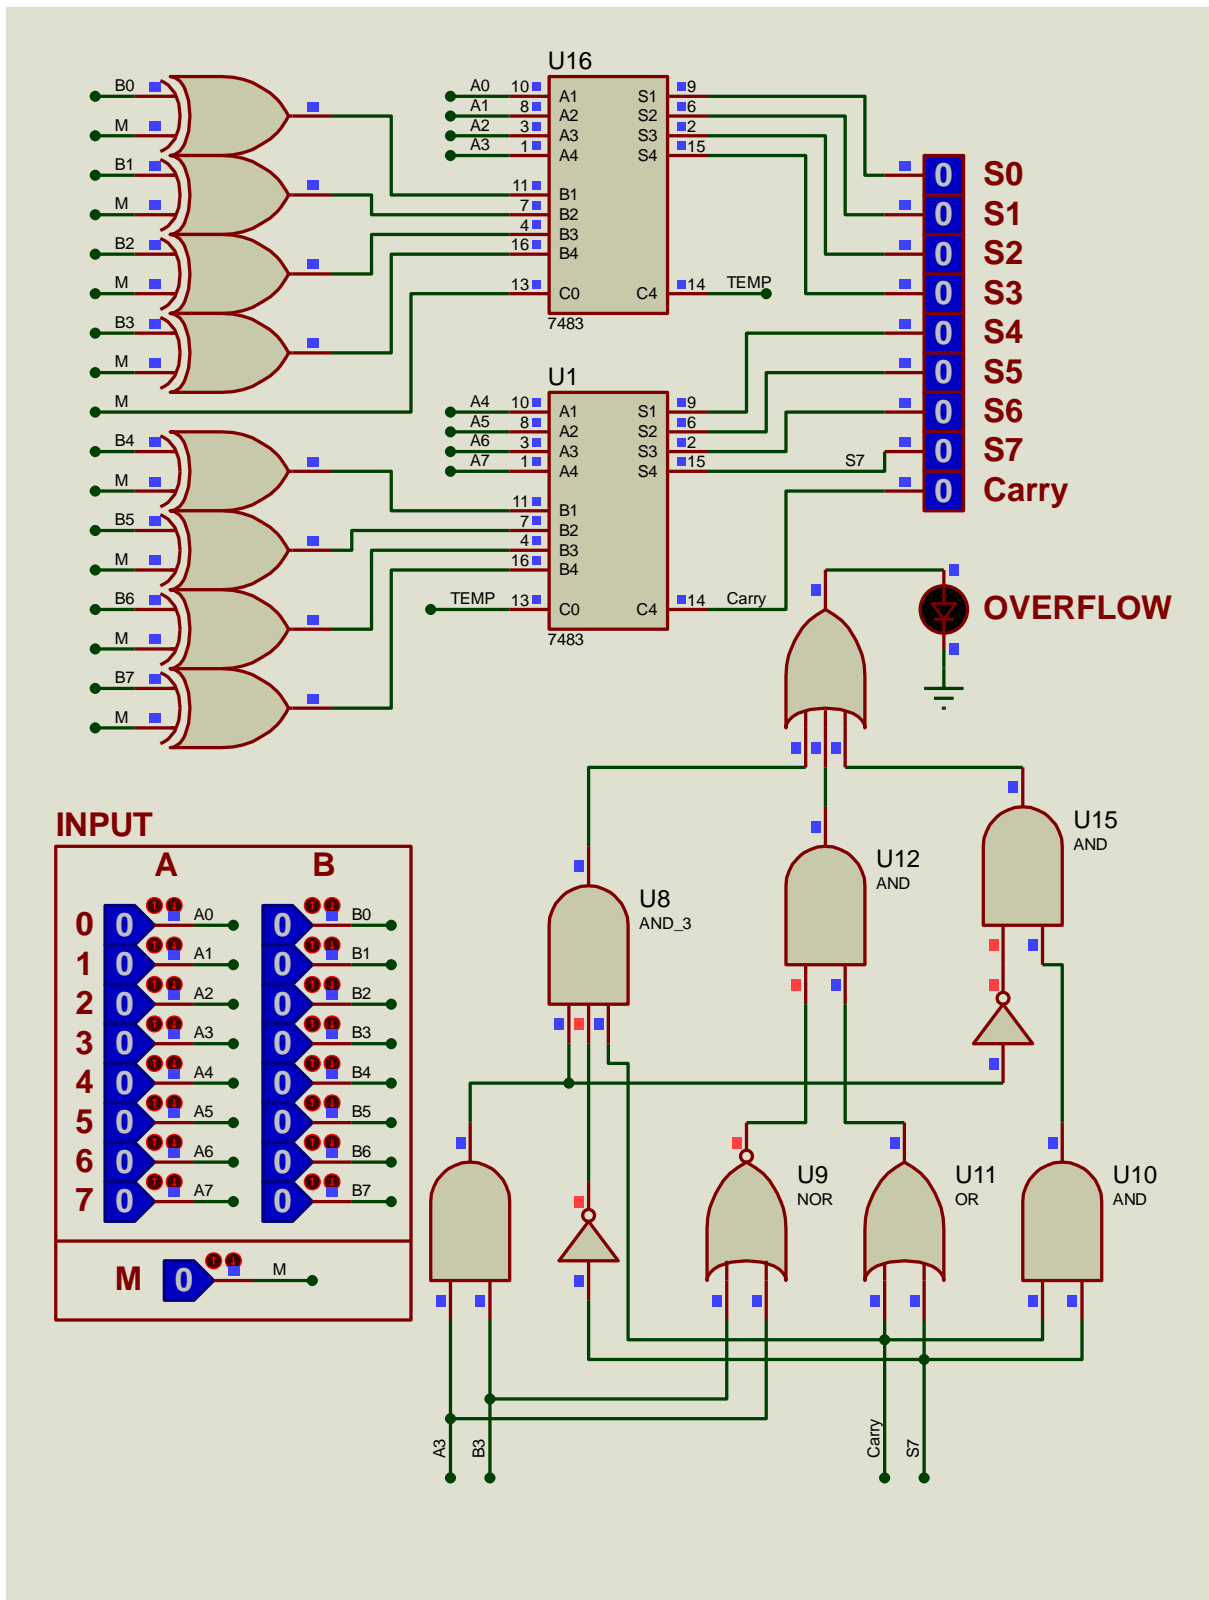 U16
B0
M
B1
M
B2
M
B3
M
M
A0 10 A1 S1 9
A1 8 A2 S2 6
A2 3 A3 S3 2
A3 1 A4 S4 15
11 B1
7 B2
4 B3
16 B4
13 C0 C4 14 TEMP
7483
0 S0
0 S1
0 S2
0 S3
0 S4
0 S5
0 S6
0 S7
0 Carry
U1
B4
M
B5
M
B6
M
B7
M
A4 10 A1 S1 9
A5 8 A2 S2 6
A6 3 A3 S3 2
A7 1 A4 S4 15 S7
11 B1
7 B2
4 B3
16 B4
TEMP 13 C0 C4 14 Carry
7483
OVERFLOW
INPUT
A B
0 0 A0 0 B0
1 0 A1 0 B1
2 0 A2 0 B2
3 0 A3 0 B3
4 0 A4 0 B4
5 0 A5 0 B5
6 0 A6 0 B6
7 0 A7 0 B7
M 0 M
U15
AND
U12
AND
U8
AND_3
U9
NOR
U11
OR
U10
AND
A3
B3
Carry
S7